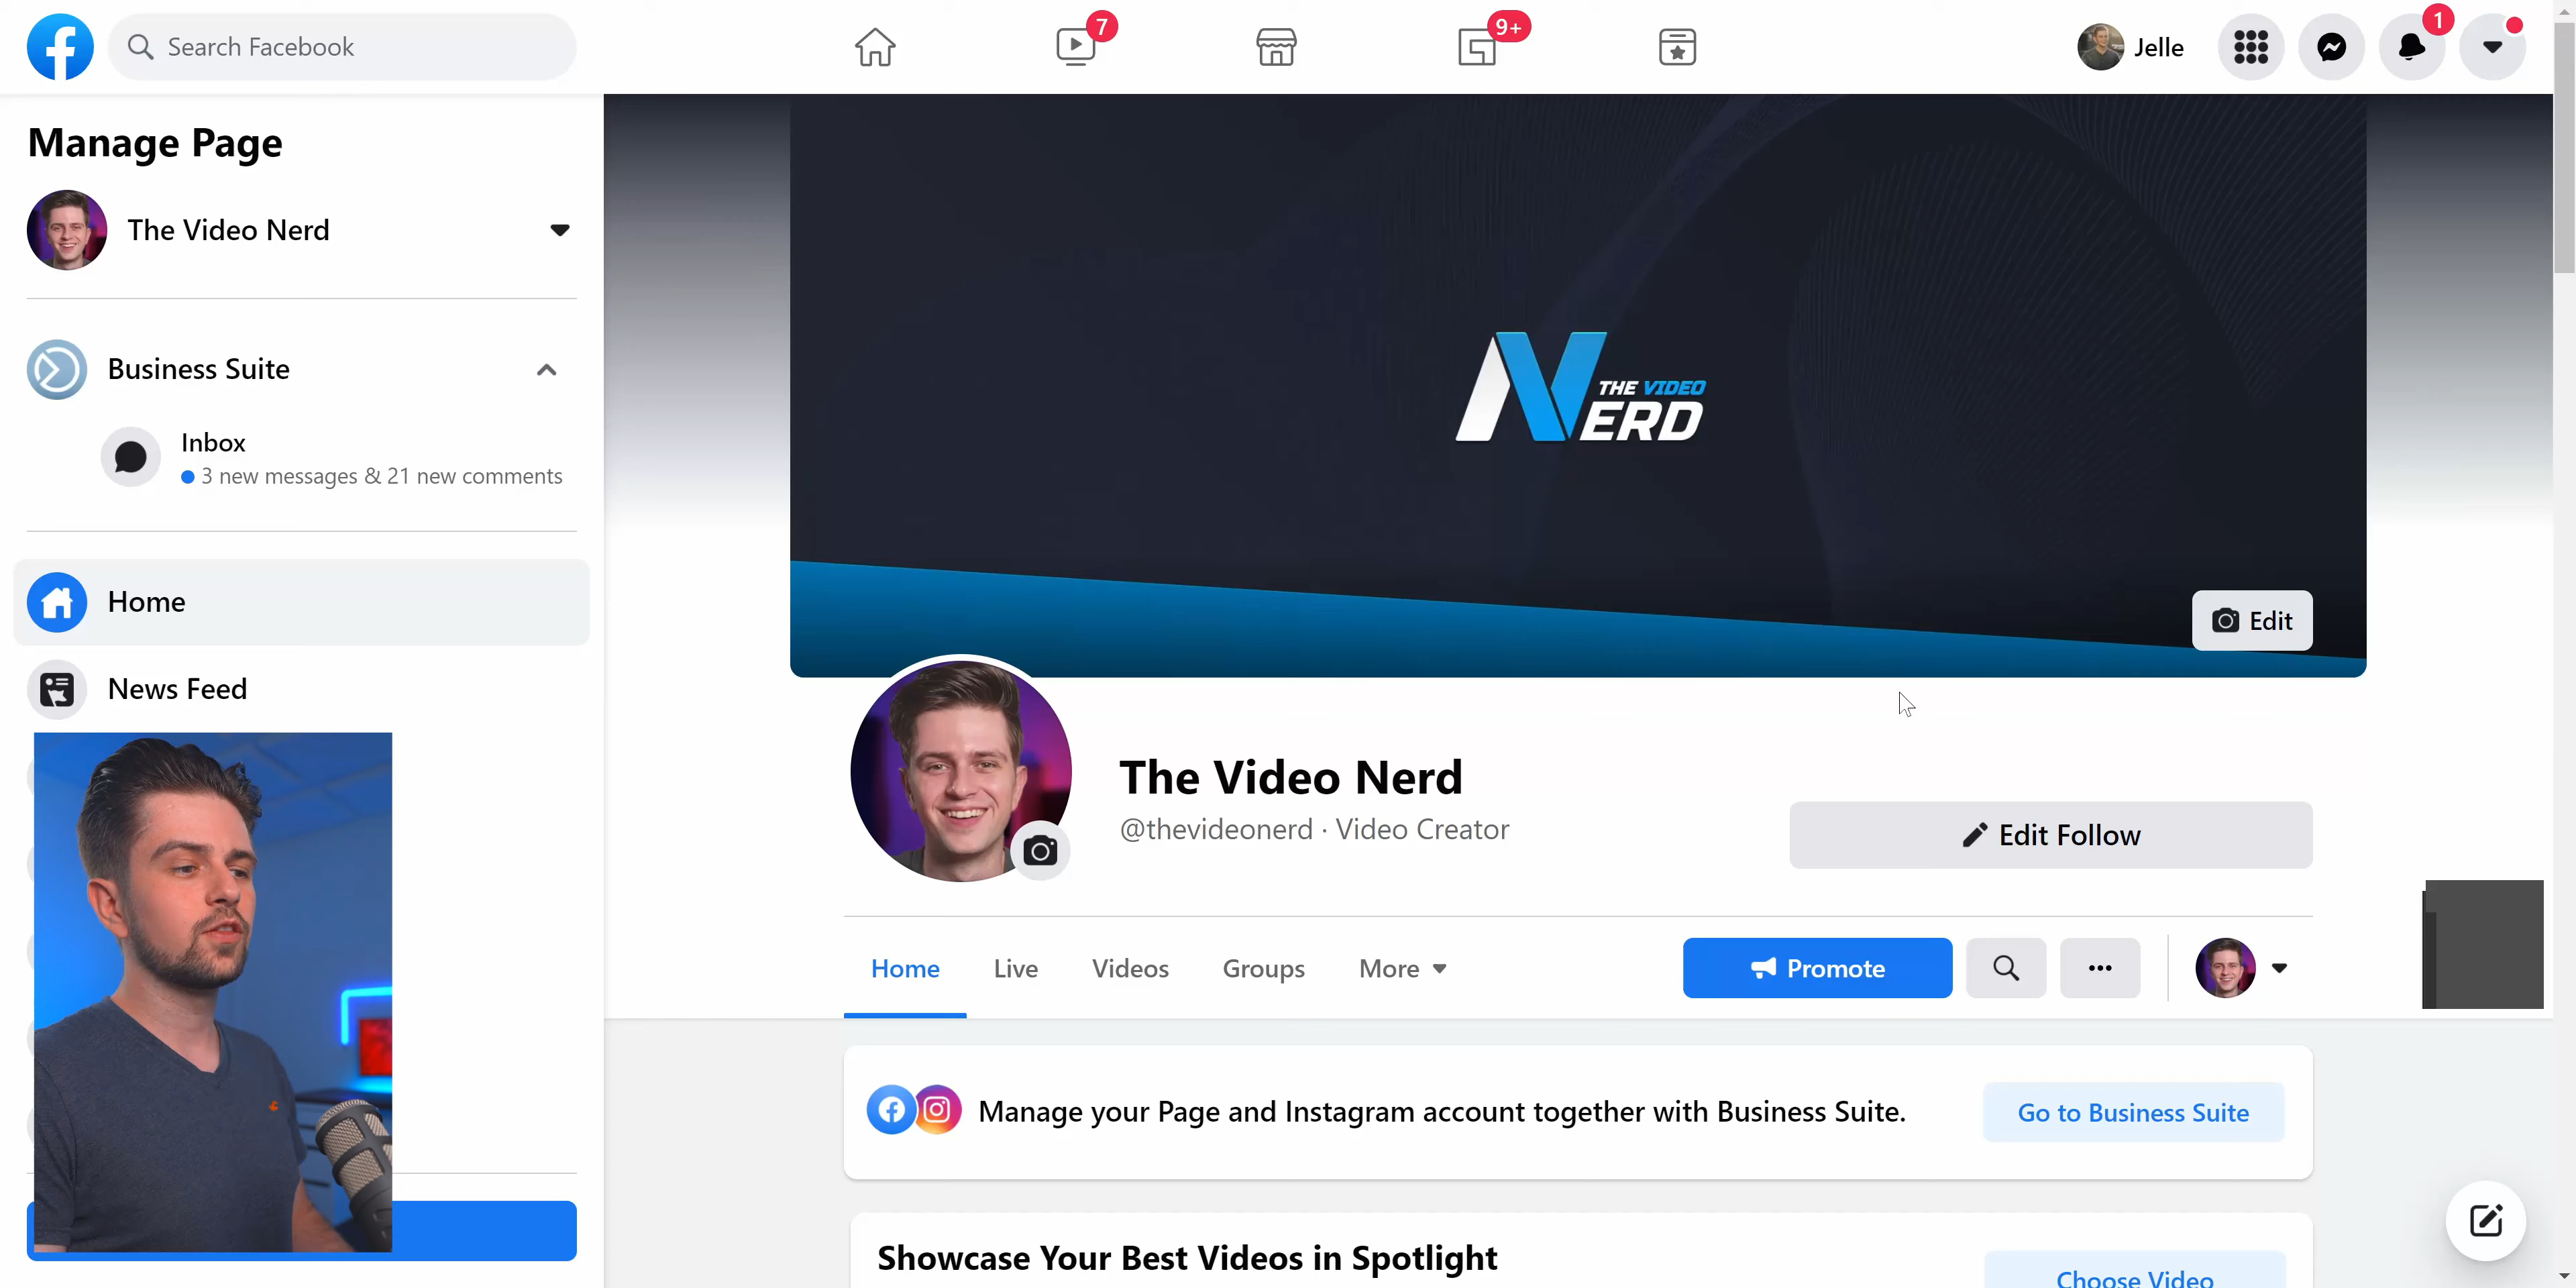 Search Facebook
7
9+
Jelle
1
Manage Page
The Video Nerd
Business Suite
Inbox
3 new messages & 21 new comments
Home
News Feed
THE VIDEO
NERD
Edit
The Video Nerd
@thevideonerd · Video Creator
Edit Follow
Home
Live
Videos
Groups
More
Promote
Manage your Page and Instagram account together with Business Suite.
Go to Business Suite
Showcase Your Best Videos in Spotlight
Choose Video